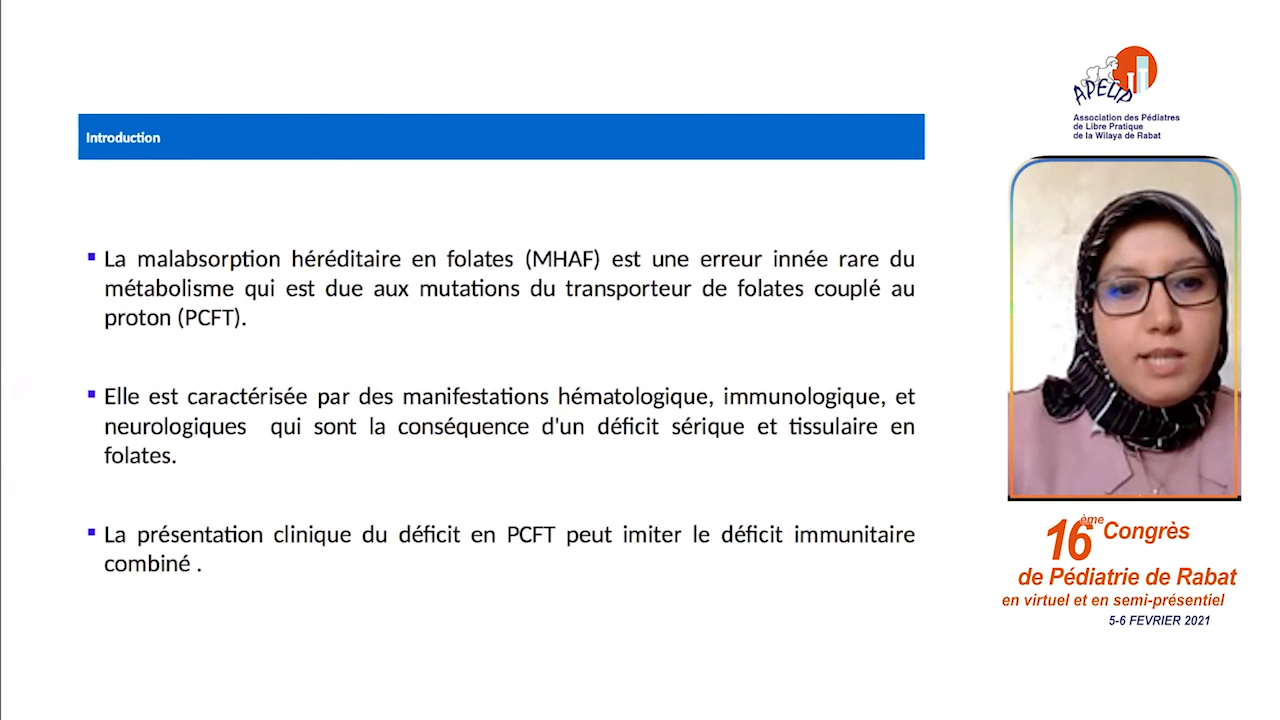 Introduction
La malabsorption héréditaire en folates (MHAF) est une erreur innée rare du
métabolisme qui est due aux mutations du transporteur de folates couplé au
proton (PCFT).
Elle est caractérisée par des manifestations hématologique, immunologique, et
neurologiques qui sont la conséquence d'un déficit sérique et tissulaire en
folates.
La présentation clinique du déficit en PCFT peut imiter le déficit immunitaire
combiné .
APELIP
Association des Pédiatres
de Libre Pratique
de la Wilaya de Rabat
16ème Congrès
de Pédiatrie de Rabat
en virtuel et en semi-présentiel
5-6 FEVRIER 2021